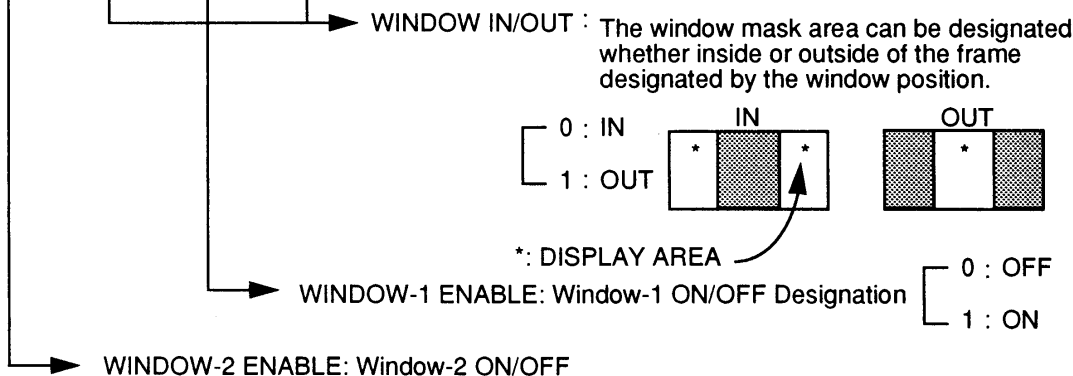 WINDOW IN/OUT : The window mask area can be designated
whether inside or outside of the frame
designated by the window position.
0 : IN
1 : OUT
IN
OUT
* *
*
*: DISPLAY AREA
WINDOW-1 ENABLE: Window-1 ON/OFF Designation
0 : OFF
1 : ON
WINDOW-2 ENABLE: Window-2 ON/OFF